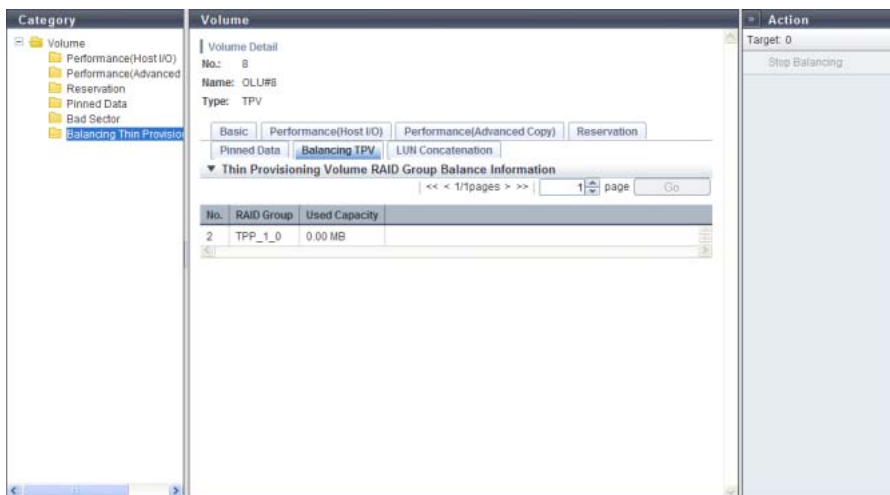 Category
Volume
Performance(Host I/O)
Performance(Advanced
Reservation
Pinned Data
Bad Sector
Balancing Thin Provision
Volume
Volume Detail
No.: 8
Name: OLU#8
Type: TPV
Basic Performance(Host I/O) Performance(Advanced Copy) Reservation
Pinned Data Balancing TPV LUN Concatenation
▼ Thin Provisioning Volume RAID Group Balance Information
| << < 1/1pages > >> | 1 page Go
No. RAID Group Used Capacity
2 TPP_1_0 0.00 MB
» Action
Target: 0
Stop Balancing